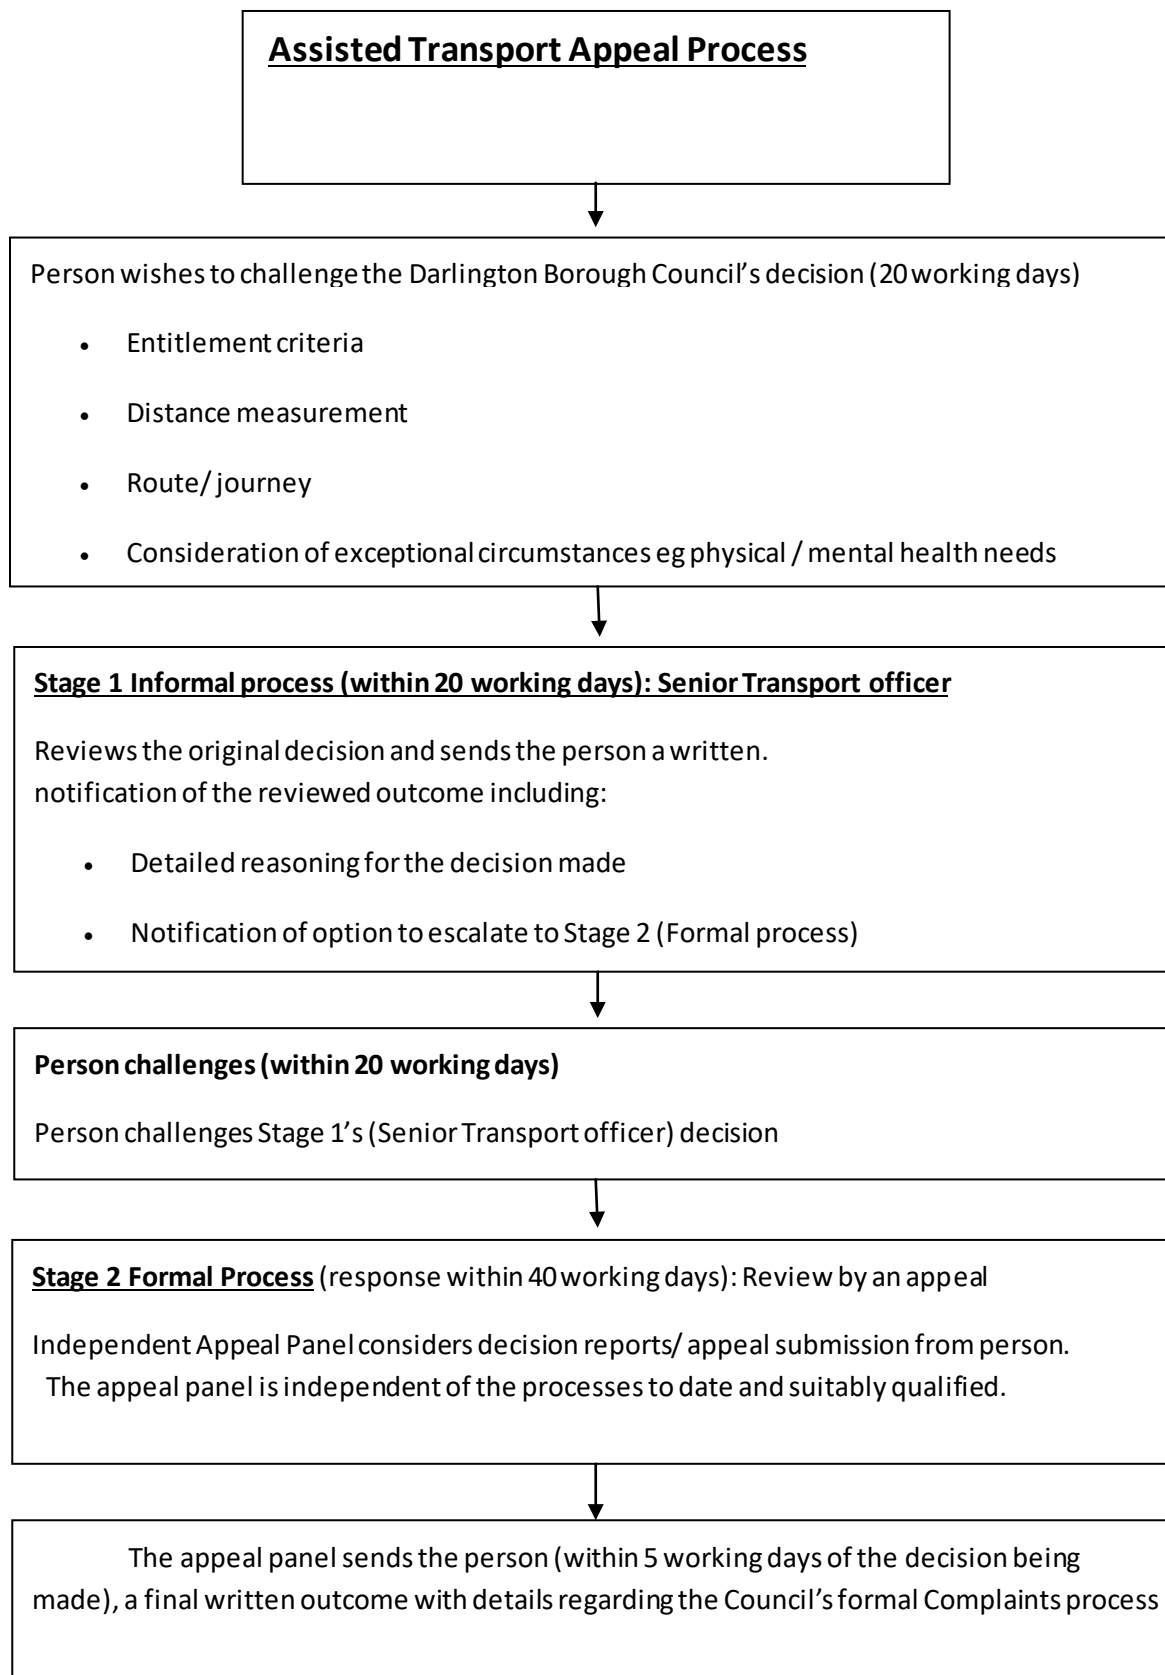 Assisted Transport Appeal Process
Person wishes to challenge the Darlington Borough Council’s decision (20 working days)
• Entitlement criteria
• Distance measurement
• Route/ journey
• Consideration of exceptional circumstances eg physical / mental health needs
Stage 1 Informal process (within 20 working days): Senior Transport officer
Reviews the original decision and sends the person a written.
notification of the reviewed outcome including:
• Detailed reasoning for the decision made
• Notification of option to escalate to Stage 2 (Formal process)
Person challenges (within 20 working days)
Person challenges Stage 1’s (Senior Transport officer) decision
Stage 2 Formal Process (response within 40 working days): Review by an appeal
Independent Appeal Panel considers decision reports/ appeal submission from person.
The appeal panel is independent of the processes to date and suitably qualified.
The appeal panel sends the person (within 5 working days of the decision being
made), a final written outcome with details regarding the Council’s formal Complaints process